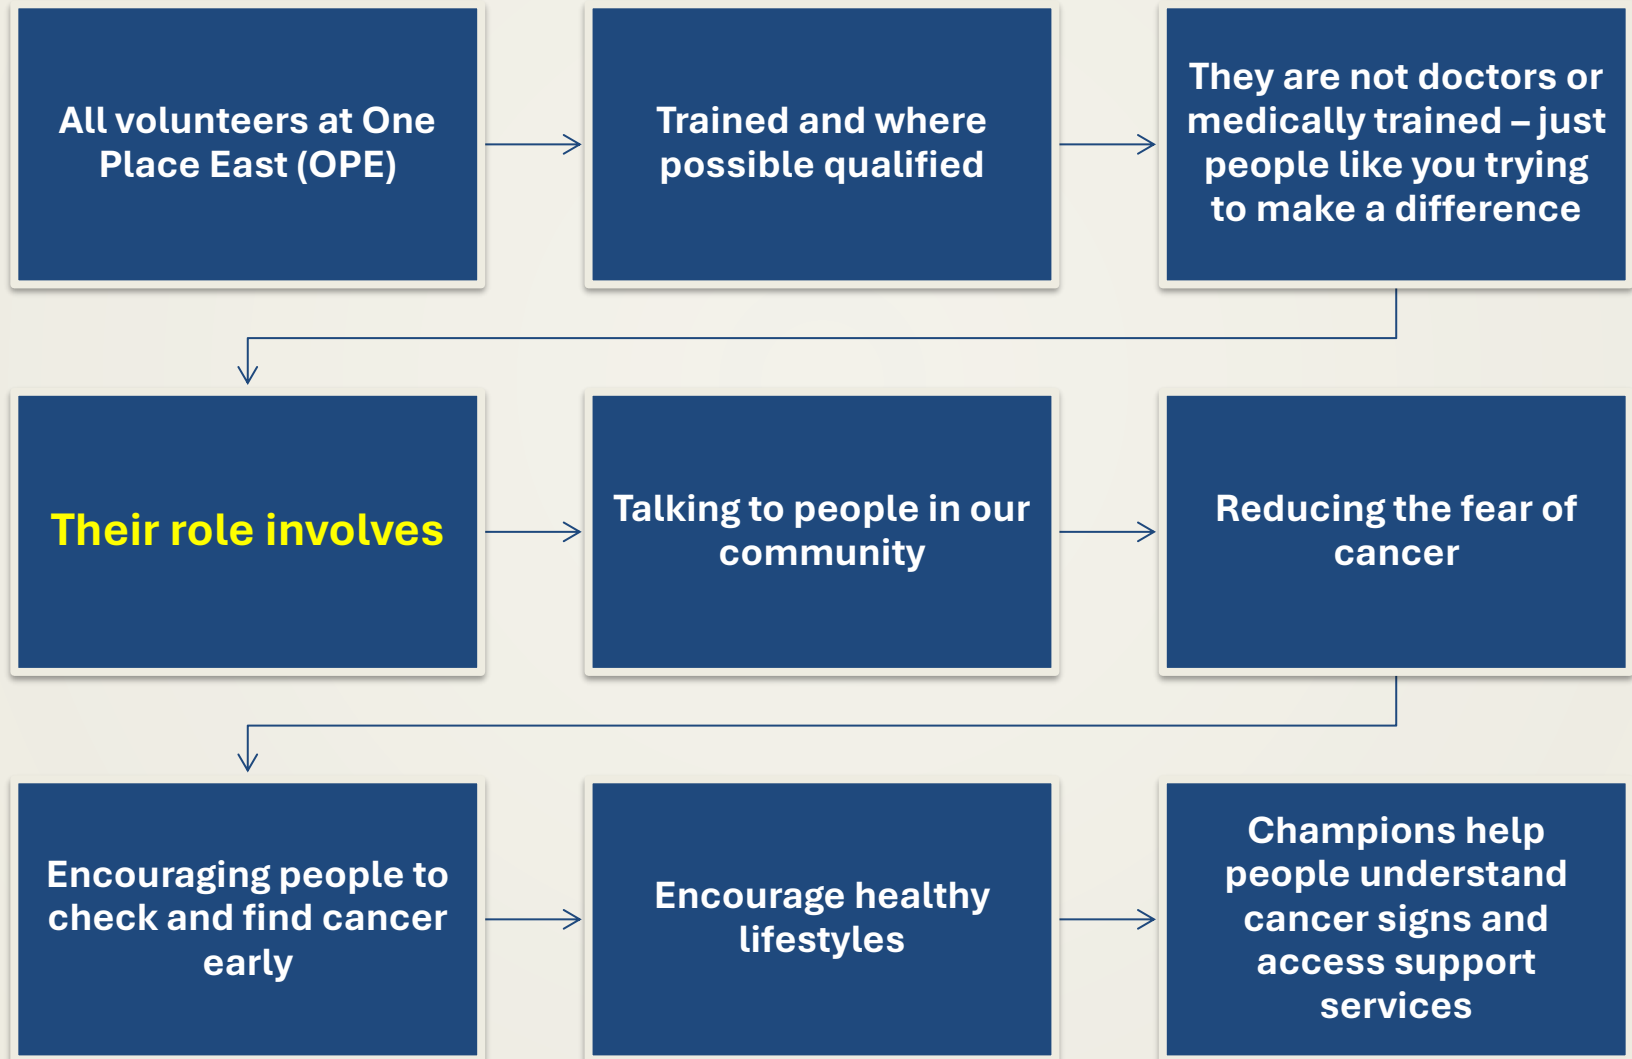 All volunteers at One
Place East (OPE)
Trained and where
possible qualified
They are not doctors or
medically trained – just
people like you trying
to make a difference
Their role involves
Talking to people in our
community
Reducing the fear of
cancer
Encouraging people to
check and find cancer
early
Encourage healthy
lifestyles
Champions help
people understand
cancer signs and
access support
services